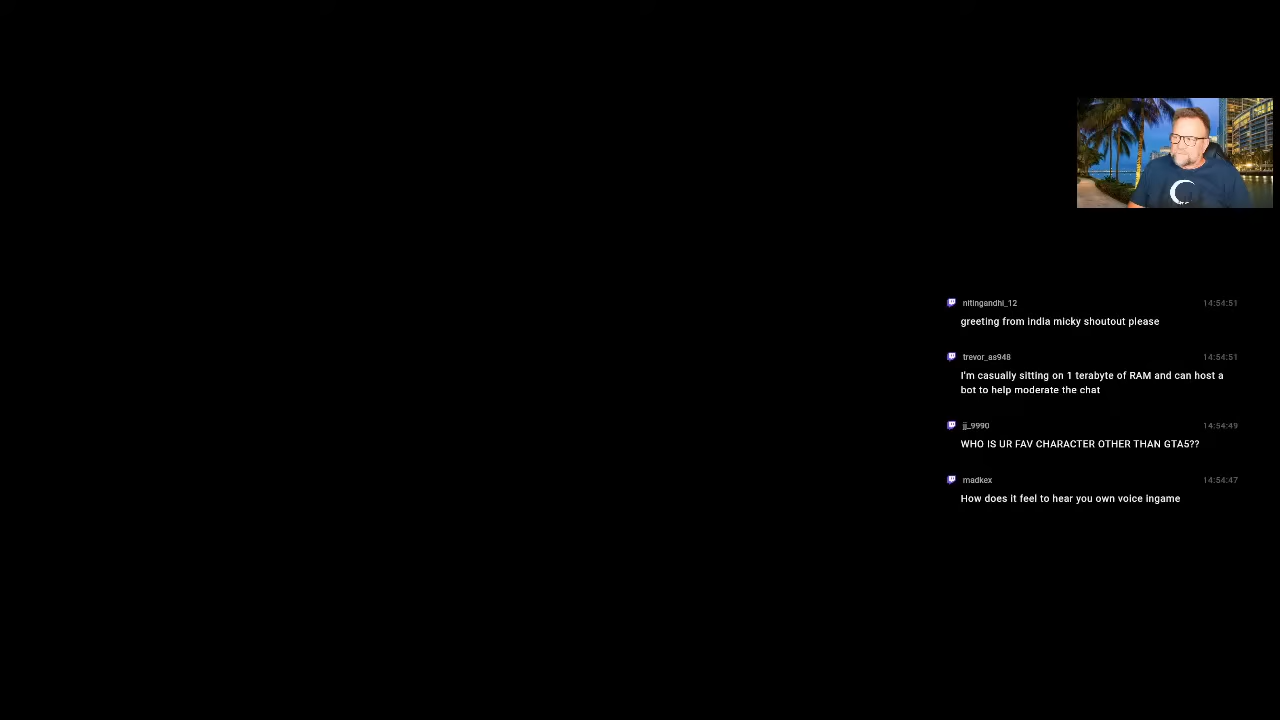 nitingandhi_12 14:54:51
greeting from india micky shoutout please
trevor_as948 14:54:51
I'm casually sitting on 1 terabyte of RAM and can host a
bot to help moderate the chat
jj_9990 14:54:49
WHO IS UR FAV CHARACTER OTHER THAN GTA5??
madkex 14:54:47
How does it feel to hear you own voice ingame